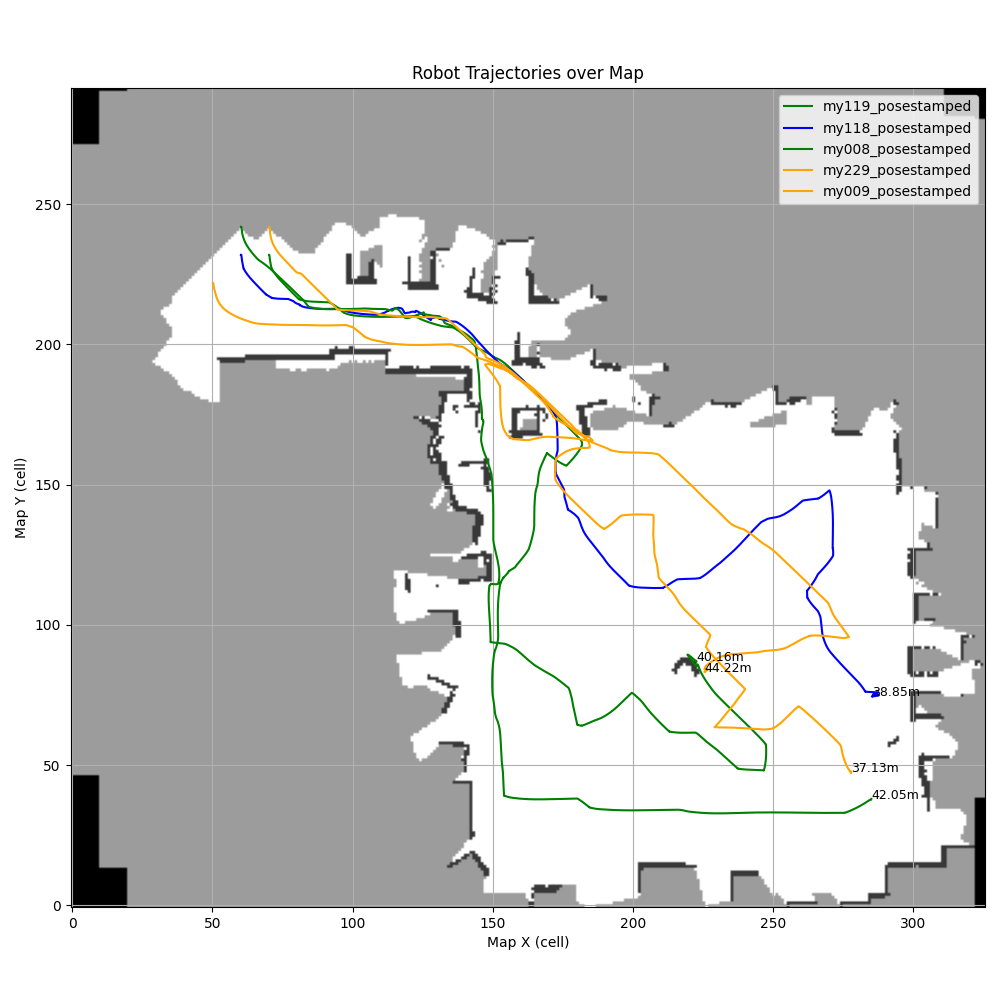 Robot Trajectories over Map
my119_posestamped
my118_posestamped
my008_posestamped
my229_posestamped
my009_posestamped
Map Y (cell)
250
200
150
100
50
0
40.16m
44.22m
38.85m
37.13m
42.05m
0 50 100 150 200 250 300
Map X (cell)